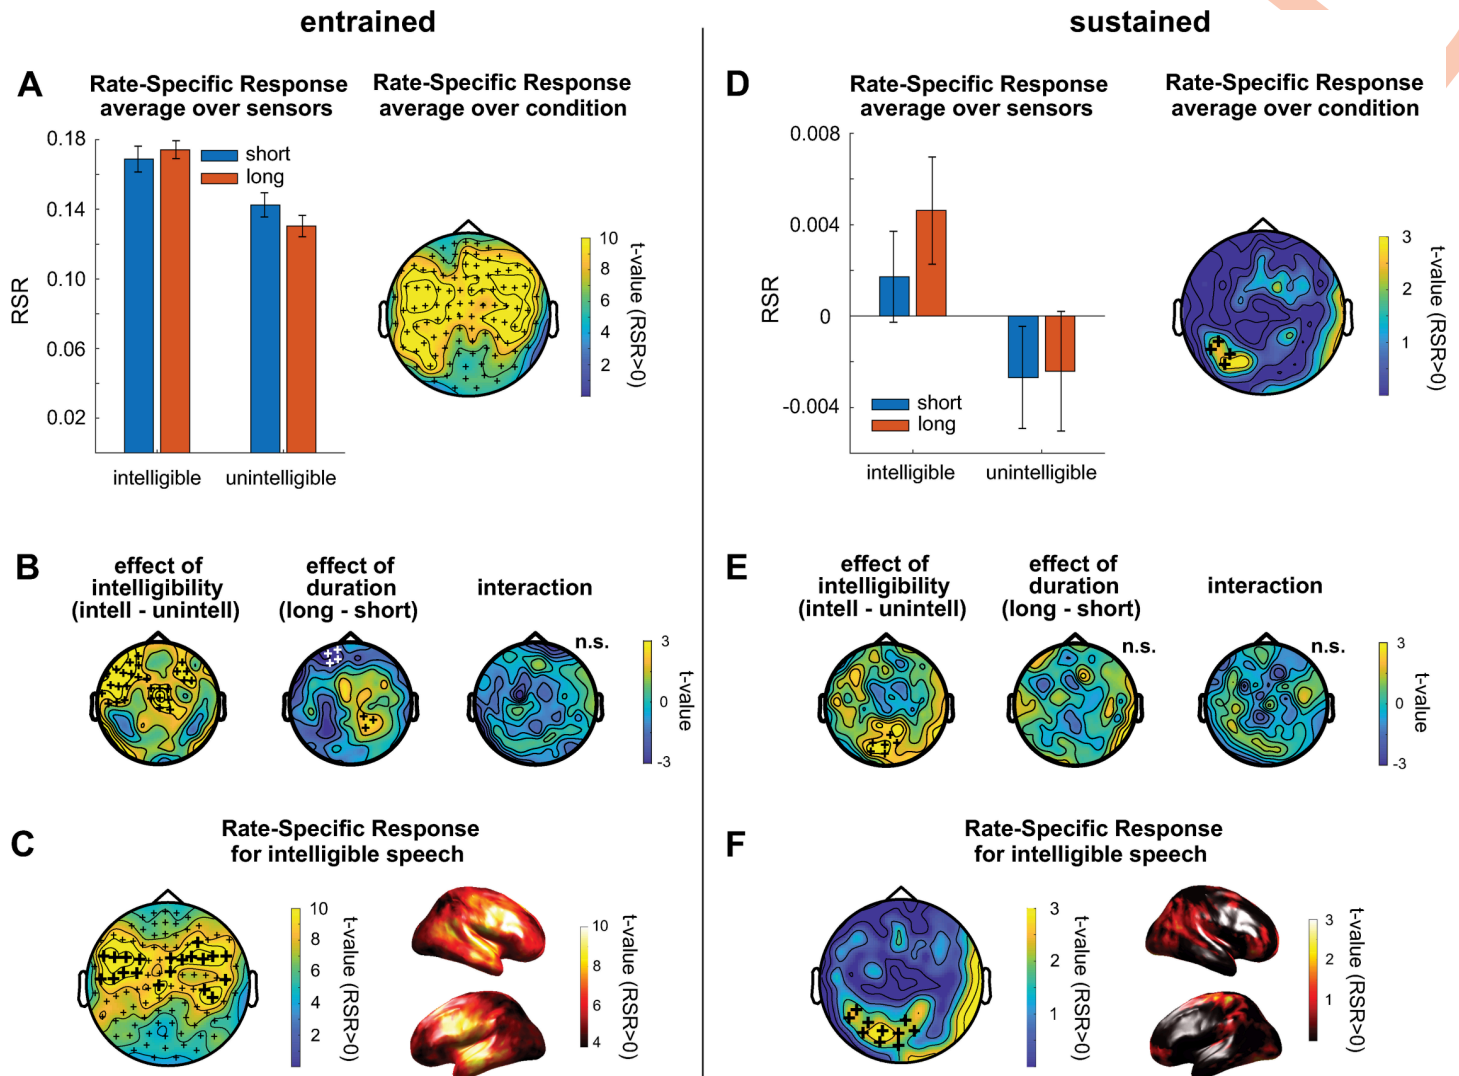 entrained
sustained
A
Rate-Specific Response
average over sensors
Rate-Specific Response
average over condition
0.18
0.14
0.10
0.06
0.02
RSR
short
long
intelligible
unintelligible
10
8
6
4
2
t-value (RSR>0)
D
Rate-Specific Response
average over sensors
Rate-Specific Response
average over condition
0.008
0.004
0
-0.004
RSR
short
long
intelligible
unintelligible
3
2
1
t-value (RSR>0)
B
effect of
intelligibility
(intell - unintell)
effect of
duration
(long - short)
interaction
n.s.
3
0
-3
t-value
E
effect of
intelligibility
(intell - unintell)
effect of
duration
(long - short)
n.s.
interaction
n.s.
3
0
-3
t-value
C
Rate-Specific Response
for intelligible speech
10
8
6
4
2
t-value (RSR>0)
10
8
6
4
t-value (RSR>0)
F
Rate-Specific Response
for intelligible speech
3
2
1
t-value (RSR>0)
3
2
1
t-value (RSR>0)